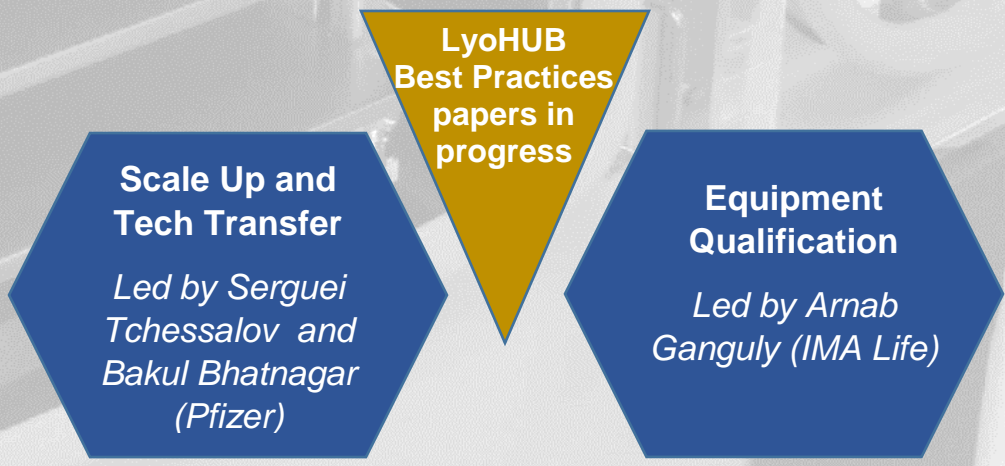 LyoHUB
Best Practices
papers in
progress
Scale Up and
Tech Transfer
Led by Serguei
Tchessalov and
Bakul Bhatnagar
(Pfizer)
Equipment
Qualification
Led by Arnab
Ganguly (IMA Life)